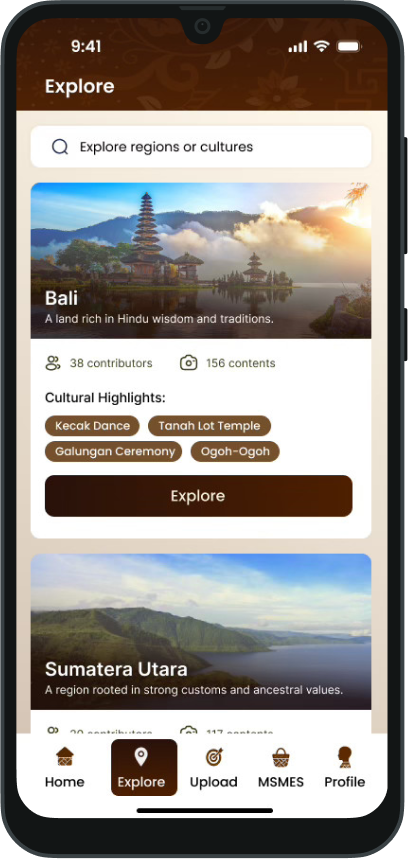 9:41
Explore
Explore regions or cultures
Bali
A land rich in Hindu wisdom and traditions.
38 contributors 156 contents
Cultural Highlights:
Kecak Dance Tanah Lot Temple
Galungan Ceremony Ogoh-Ogoh
Explore
Sumatera Utara
A region rooted in strong customs and ancestral values.
contributors 117 contents
Home Explore Upload MSMES Profile